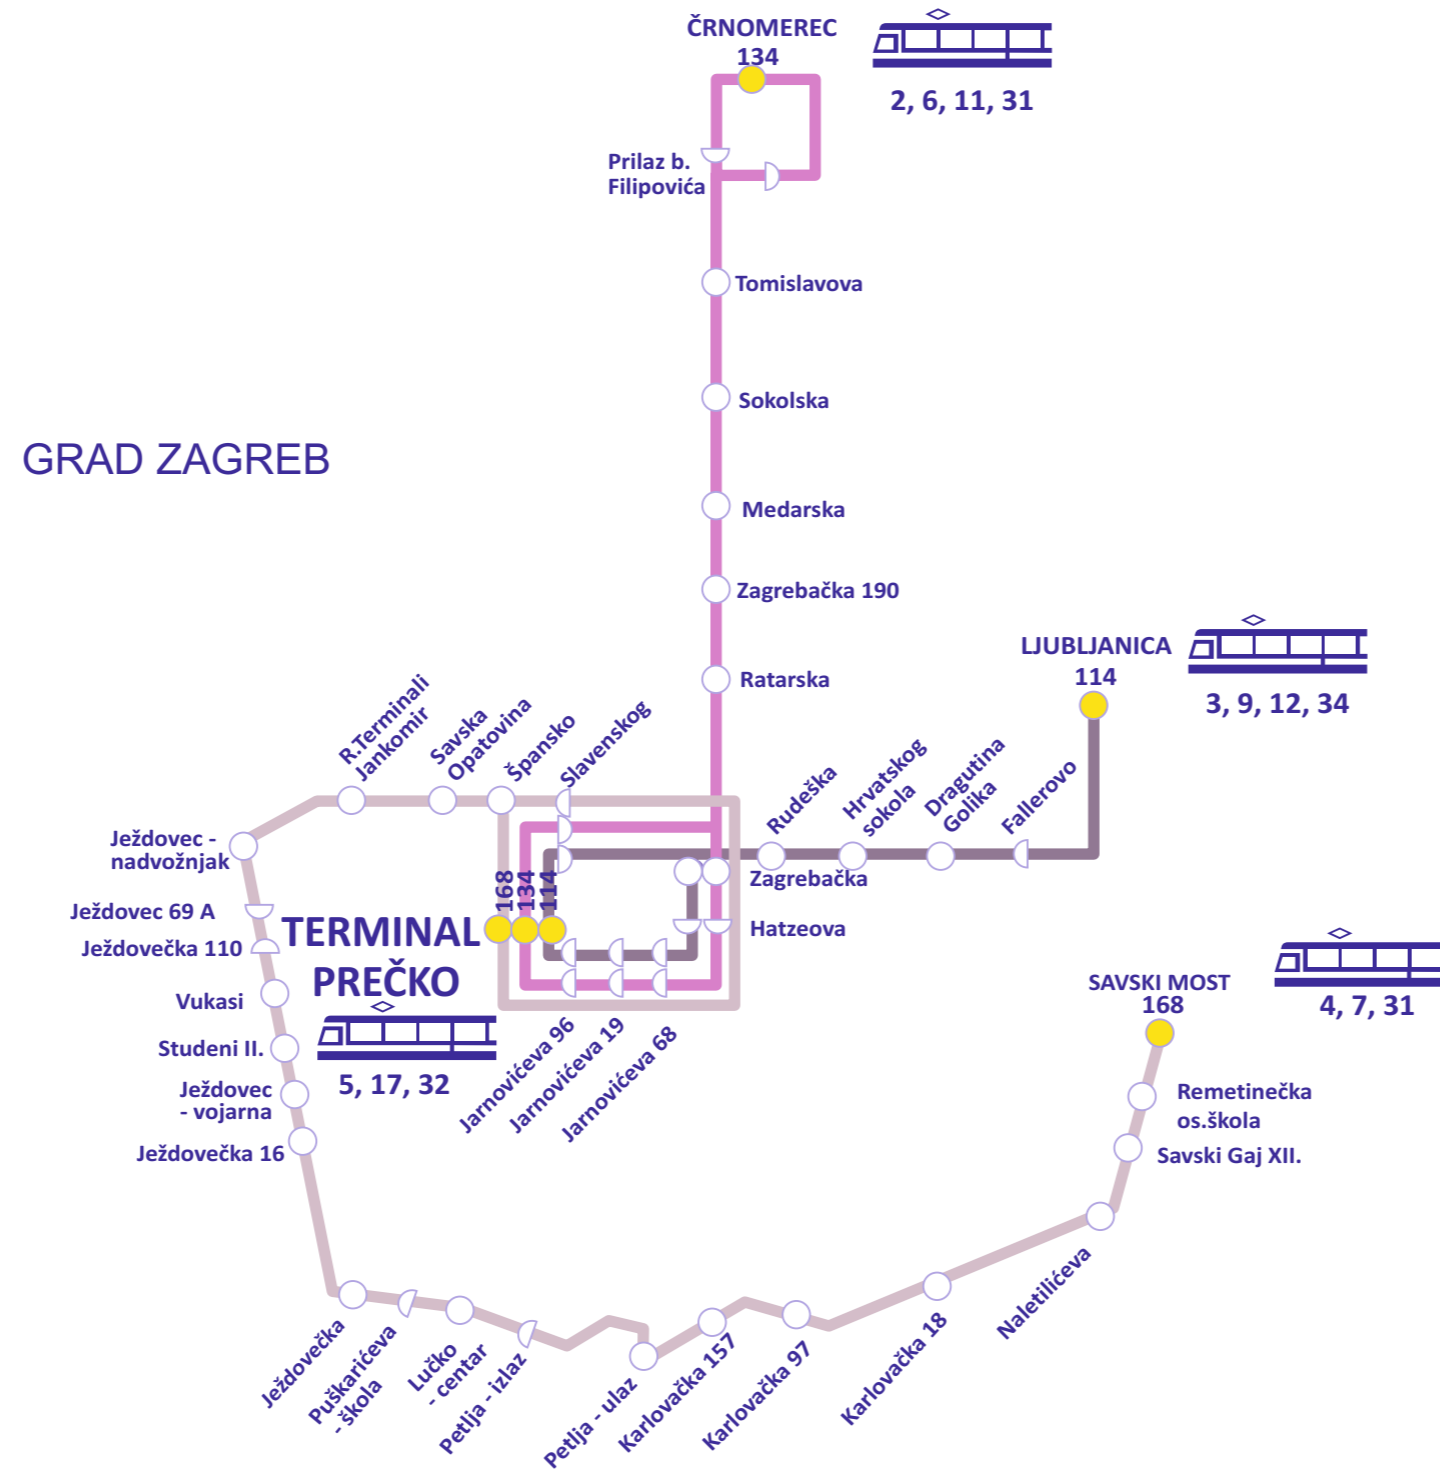 ČRNOMEREC
134
2, 6, 11, 31
Prilaz b.
Filipovića
Tomislavova
Sokolska
GRAD ZAGREB
Medarska
Zagrebačka 190
Ratarska
LJUBLJANICA
114
3, 9, 12, 34
R.Terminali
Jankomir
Savska
Opatovina
Špansko
Slavenskog
Rudeška
Hrvatskog
sokola
Dragutina
Golika
Fallerovo
Ježdovec -
nadvožnjak
Zagrebačka
168
134
114
Ježdovec 69 A
Hatzeova
TERMINAL
PREČKO
5, 17, 32
Ježdovečka 110
Vukasi
Studeni II.
Ježdovec
- vojarna
Ježdovečka 16
Jarnovićeva 96
Jarnovićeva 19
Jarnovićeva 68
SAVSKI MOST
168
4, 7, 31
Remetinečka
os.škola
Savski Gaj XII.
Ježdovečka
Puškarićeva
- škola
Lučko
- centar
Petlja - izlaz
Petlja - ulaz
Karlovačka 157
Karlovačka 97
Karlovačka 18
Naletilićeva